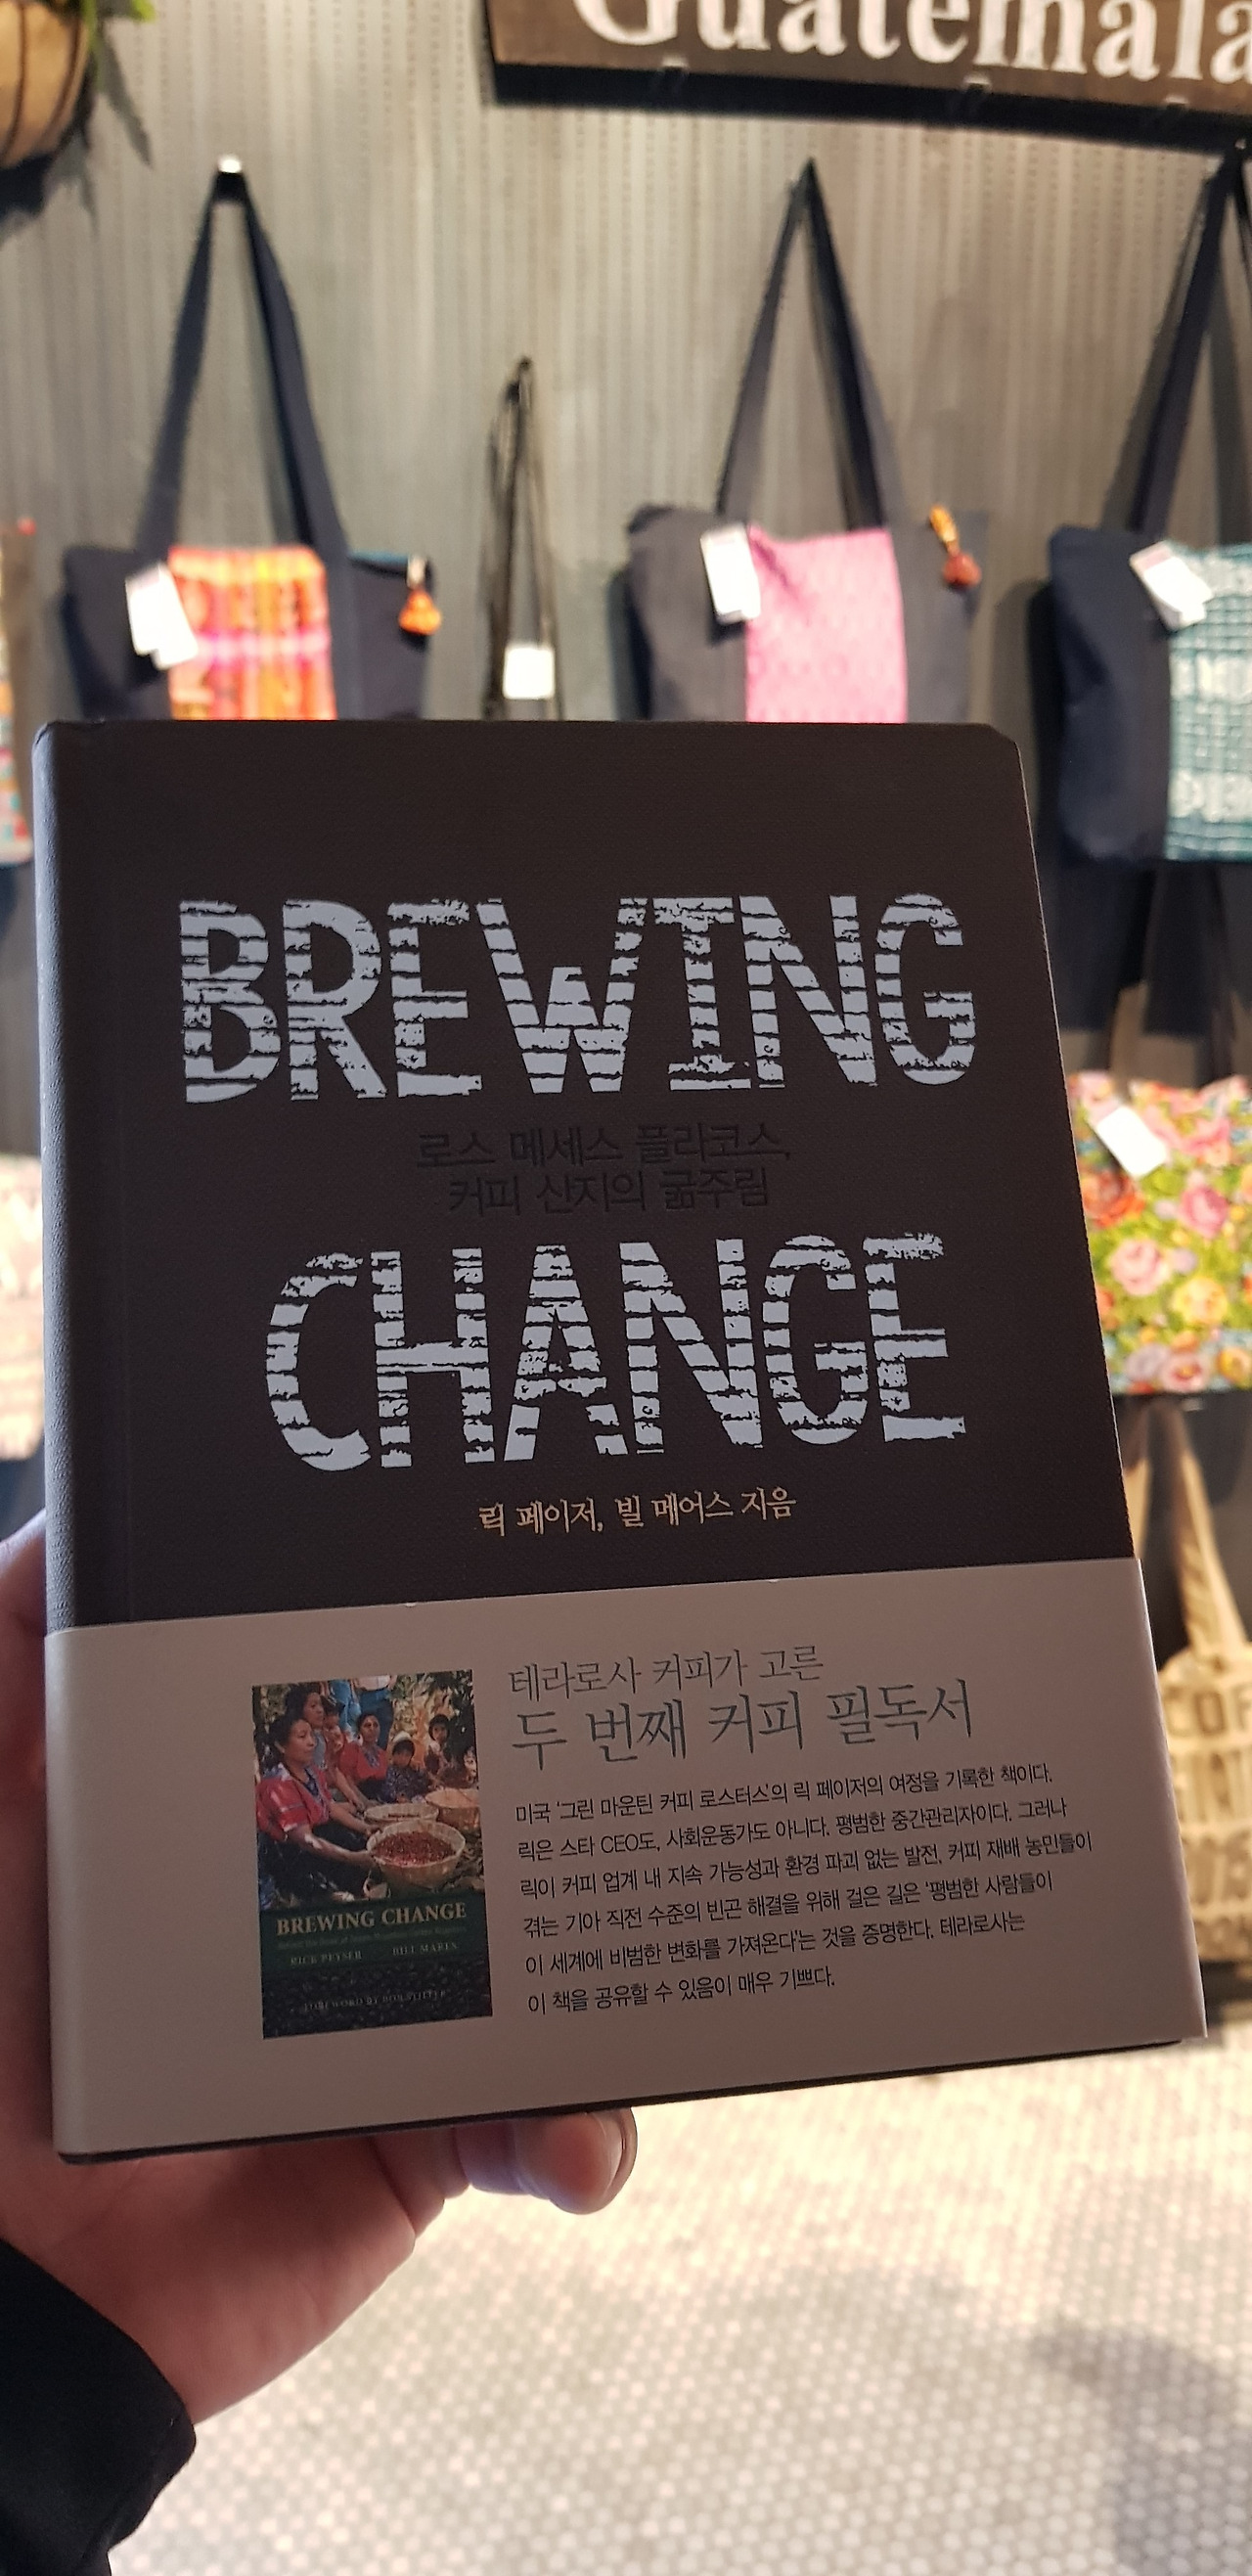 Guatemala
BREWING
로스 메세스 플라코스,
커피 산지의 굶주림
CHANGE
릭 페이저, 빌 메어스 지음
테라로사 커피가 고른
두 번째 커피 필독서
미국 '그린 마운틴 커피 로스터스'의 릭 페이저의 여정을 기록한 책이다.
릭은 스타 CEO도, 사회운동가도 아니다. 평범한 중간관리자이다. 그러나
릭이 커피 업계 내 지속 가능성과 환경 파괴 없는 발전, 커피 재배 농민들이
겪는 기아 직전 수준의 빈곤 해결을 위해 걸은 길은 '평범한 사람들이
이 세계에 비범한 변화를 가져온다'는 것을 증명한다. 테라로사는
이 책을 공유할 수 있음이 매우 기쁘다.
BREWING CHANGE
RICK PEYSER BILL MARES
FOREWORD BY
COF